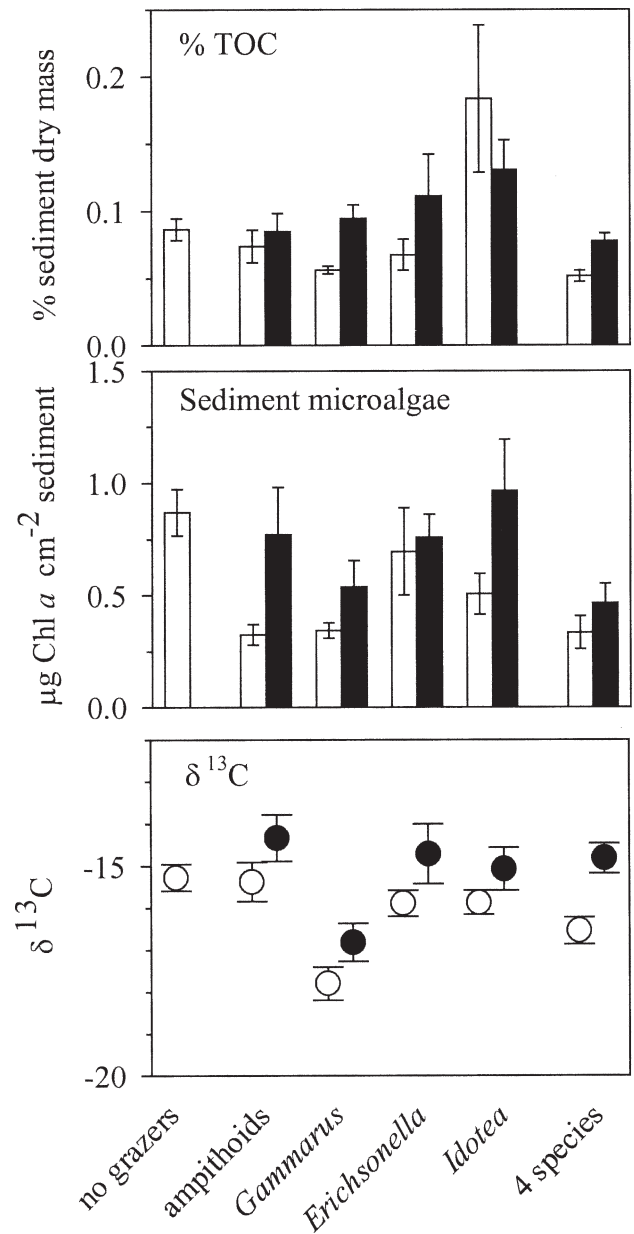 % TOC
% sediment dry mass
0.2
0.1
0.0
Sediment microalgae
µg Chl a cm-2 sediment
1.5
1.0
0.5
0.0
δ 13C
δ 13C
-15
-20
no grazers
ampithoids
Gammarus
Erichsonella
Idotea
4 species